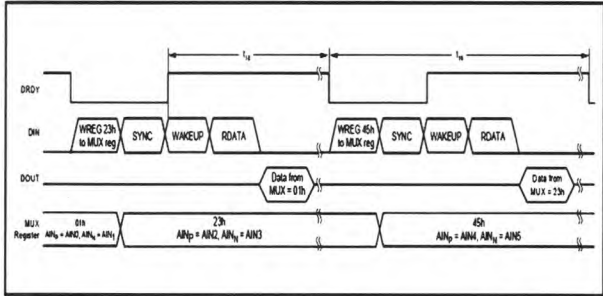 t18
t19
DRDY
DIN
WREG 23h
to MUX reg
SYNC
WAKEUP
RDATA
WREG 45h
to MUX reg
SYNC
WAKEUP
RDATA
DOUT
Data from
MUX = 01h
Data from
MUX = 23h
MUX
Register
01h
AINP = AIN0, AINN = AIN1
23h
AINP = AIN2, AINN = AIN3
45h
AINP = AIN4, AINN = AIN5